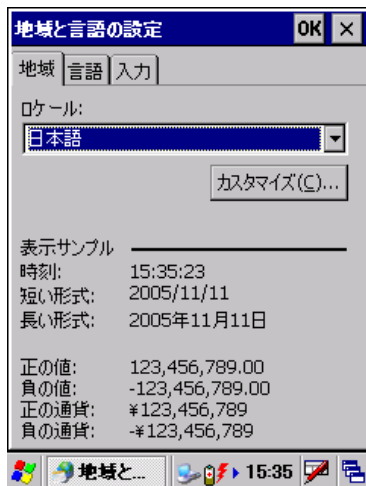 地域と言語の設定 OK ×
地域 言語 入力
ロケール:
日本語
カスタマイズ(C)...
表示サンプル
時刻: 15:35:23
短い形式: 2005/11/11
長い形式: 2005年11月11日
正の値: 123,456,789.00
負の値: -123,456,789.00
正の通貨: ¥123,456,789
負の通貨: -¥123,456,789
地域と... 15:35